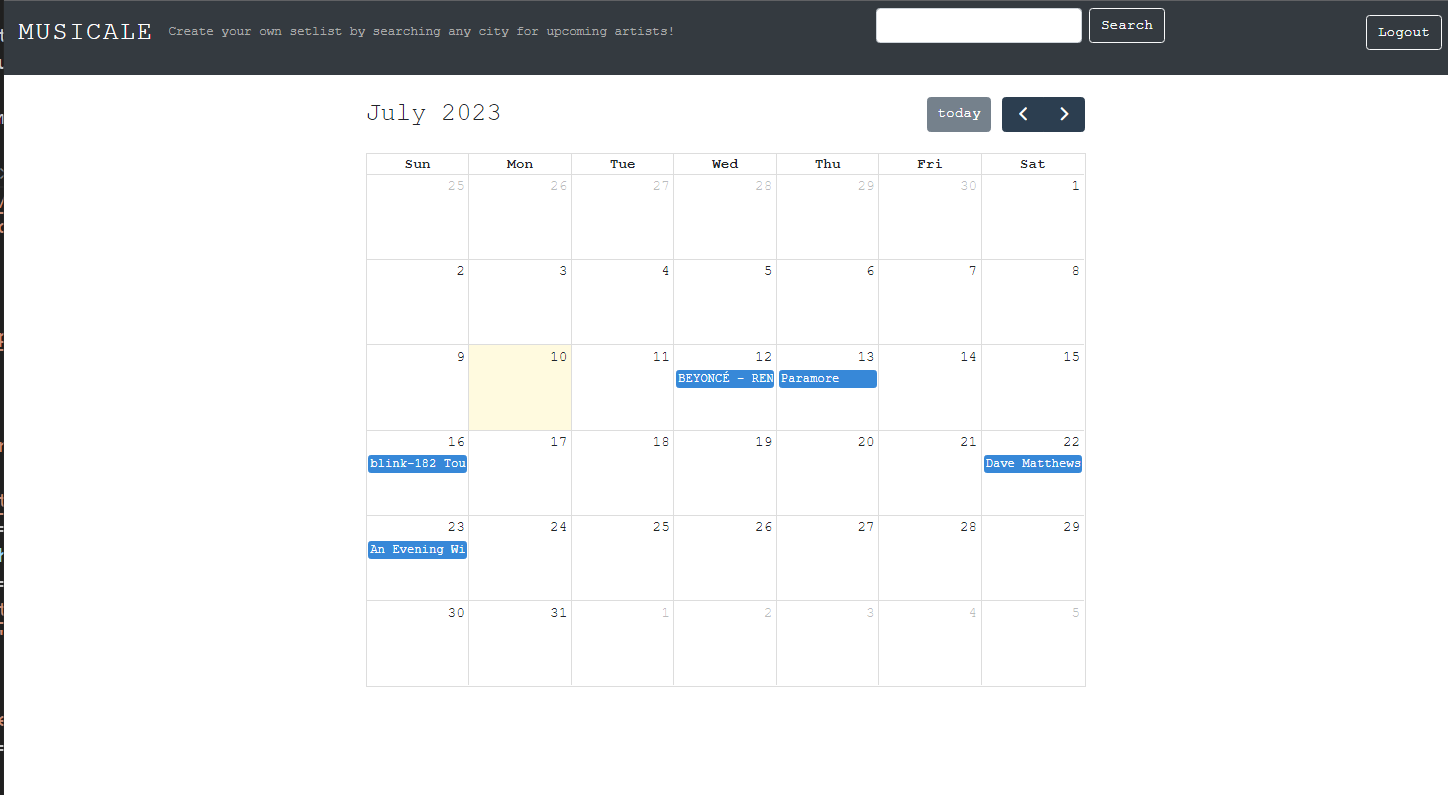 MUSICALE Create your own setlist by searching any city for upcoming artists! Search Logout
July 2023 today
Sun Mon Tue Wed Thu Fri Sat
25 26 27 28 29 30 1
2 3 4 5 6 7 8
9 10 11 12 13 14 15
BEYONCÉ - REN Paramore
16 17 18 19 20 21 22
blink-182 Tou Dave Matthews
23 24 25 26 27 28 29
An Evening Wi
30 31 1 2 3 4 5